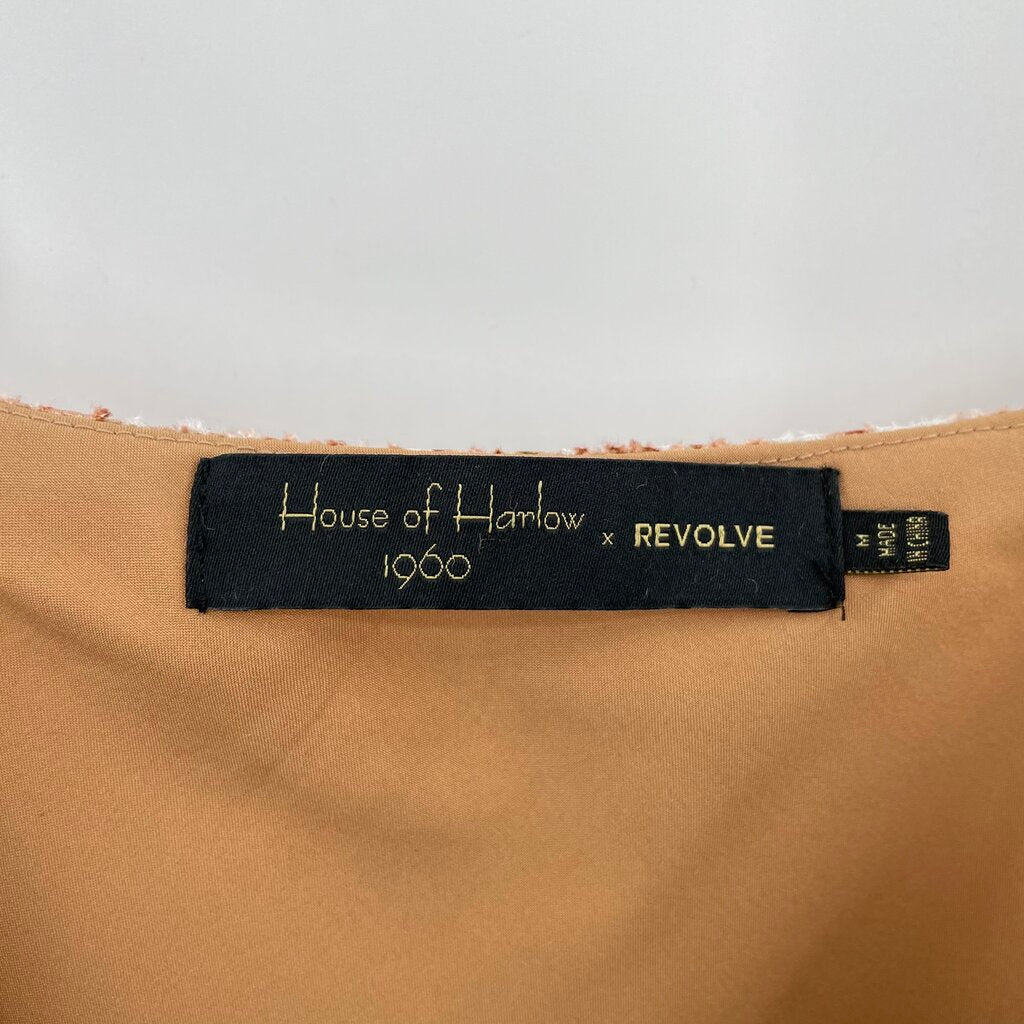 House of Harlow
1960
x REVOLVE
M
MADE
IN CHINA